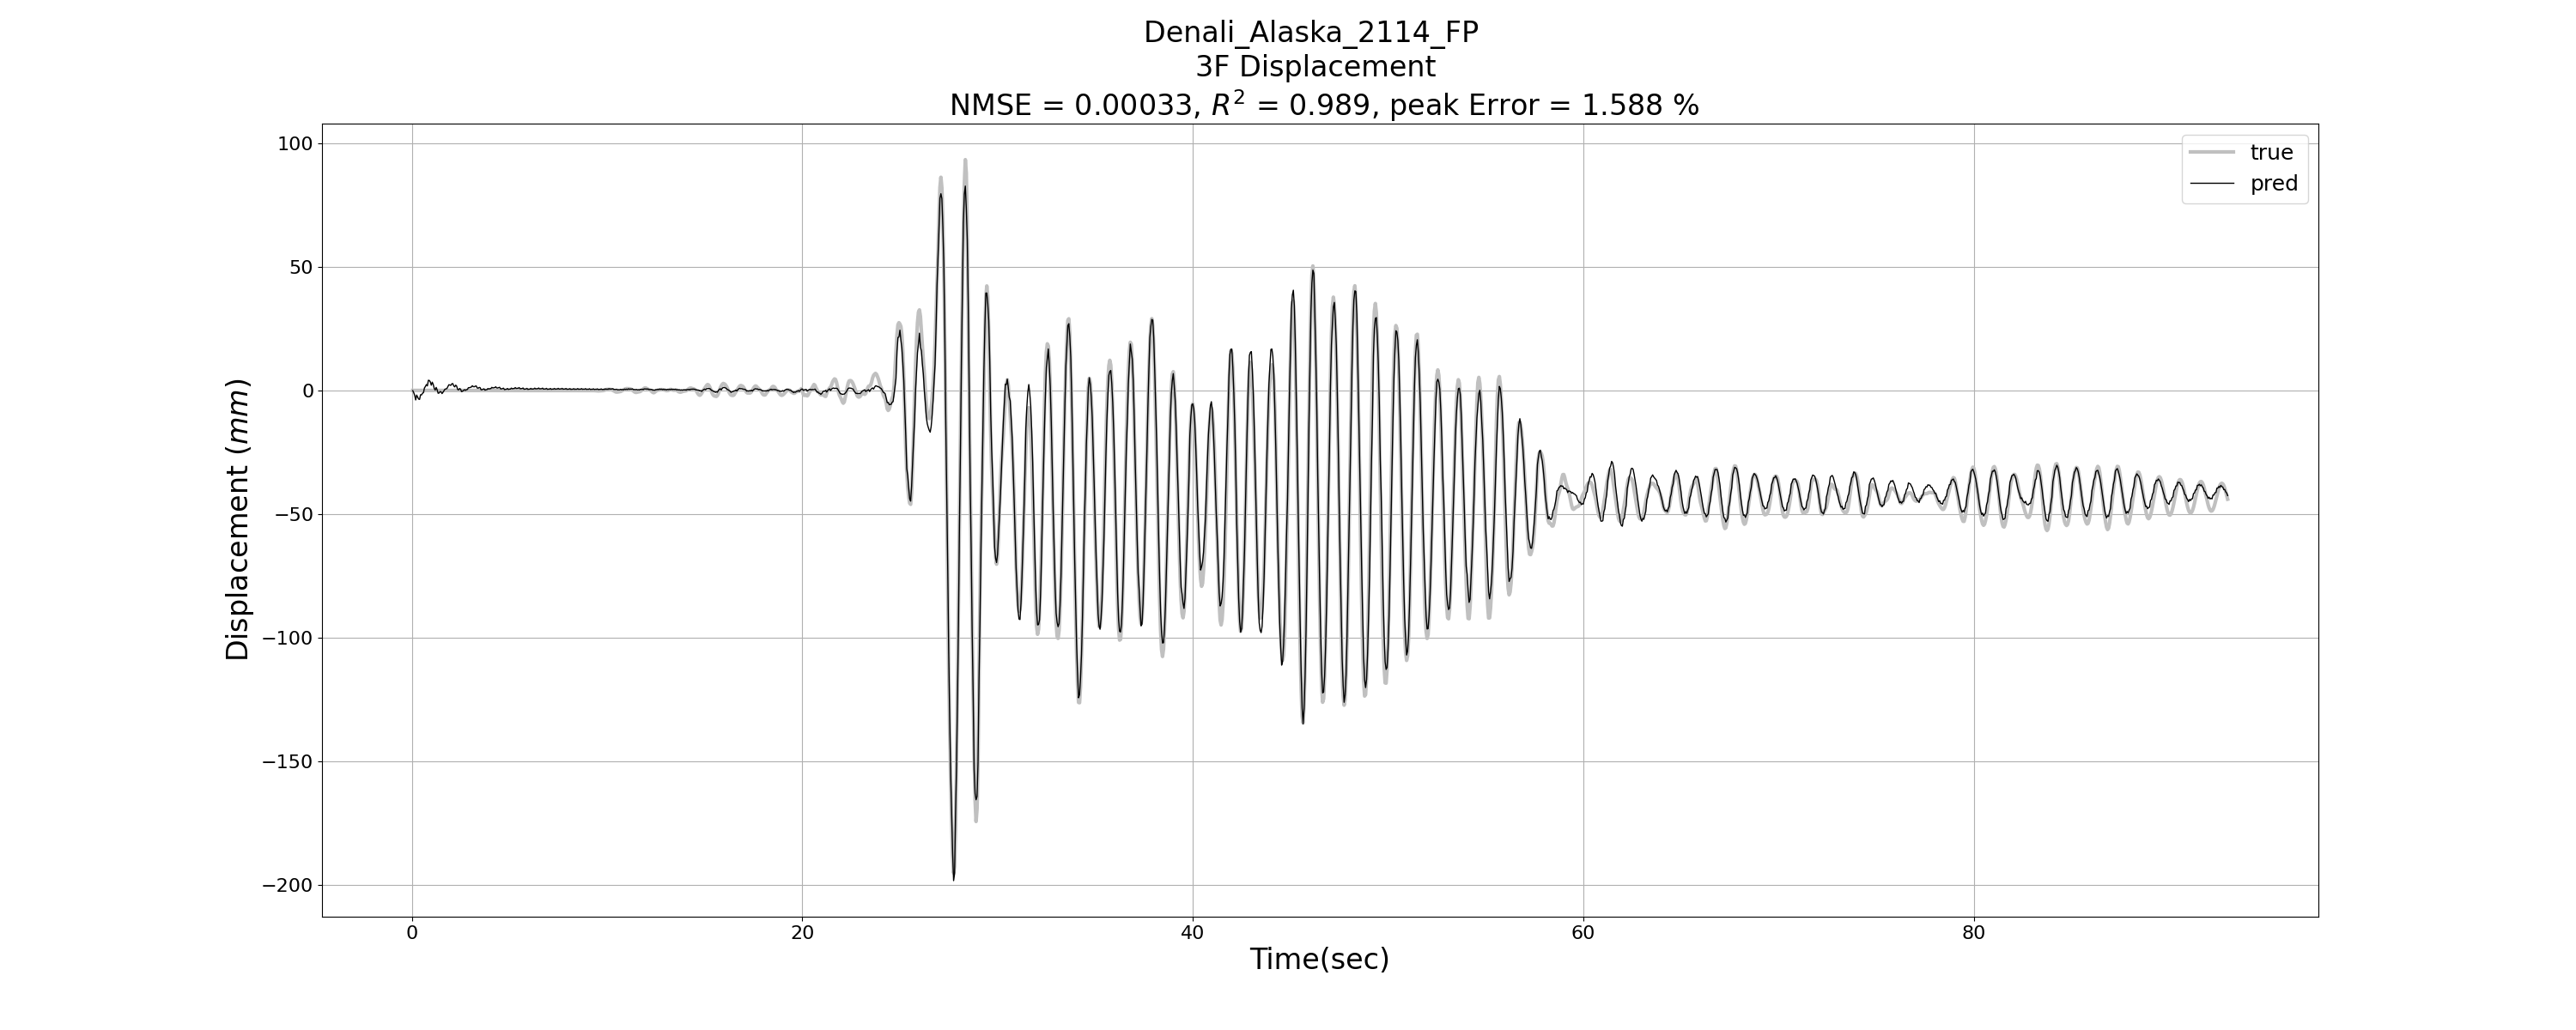 Denali_Alaska_2114_FP
3F Displacement
NMSE = 0.00033, R² = 0.989, peak Error = 1.588 %
true
pred
100
50
0
−50
−100
−150
−200
Displacement (mm)
0
20
40
60
80
Time(sec)